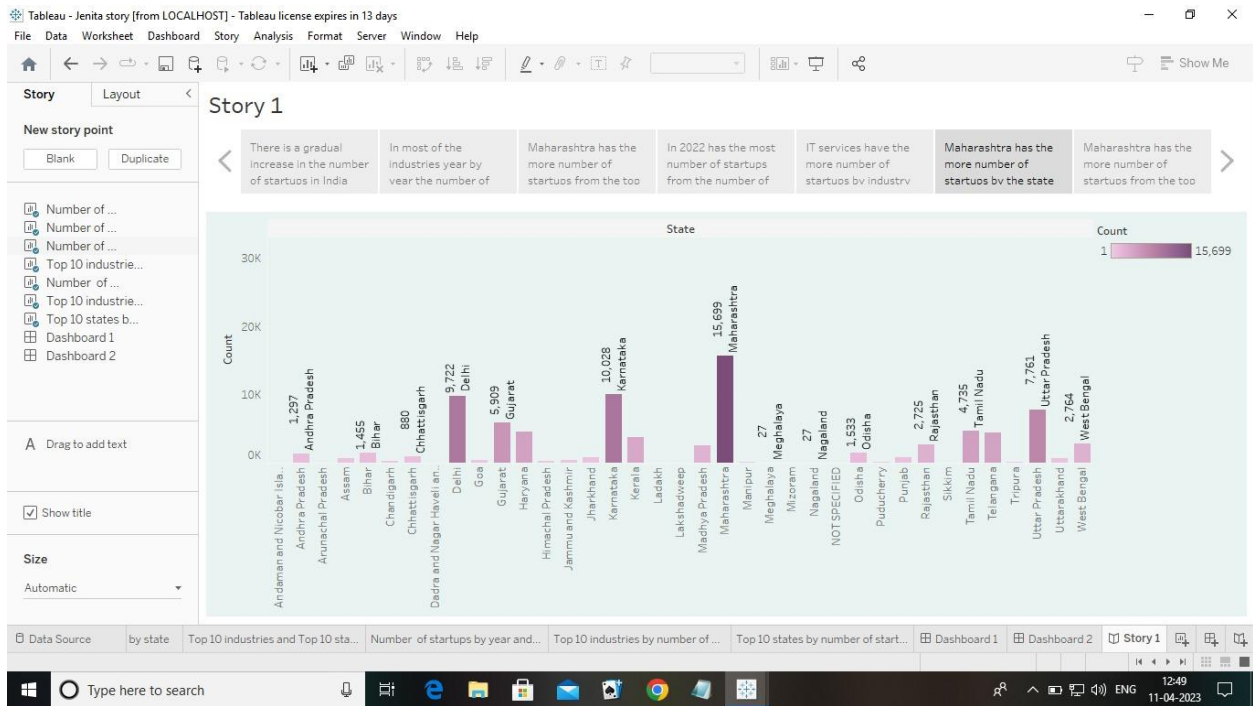 Tableau - Jenita story [from LOCALHOST] - Tableau license expires in 13 days
File Data Worksheet Dashboard Story Analysis Format Server Window Help
Show Me
Story Layout
New story point
Blank Duplicate
Number of ...
Number of ...
Number of ...
Top 10 industrie...
Number of ...
Top 10 industrie...
Top 10 states b...
Dashboard 1
Dashboard 2
A Drag to add text
Show title
Size
Automatic
Story 1
There is a gradual
increase in the number
of startups in India
In most of the
industries year by
year the number of
Maharashtra has the
more number of
startups from the top
In 2022 has the most
number of startups
from the number of
IT services have the
more number of
startups by industry
Maharashtra has the
more number of
startups by the state
Maharashtra has the
more number of
startups from the top
State
Count
1 15,699
Count
30K
20K
10K
0K
1,297
Andhra Pradesh
1,455
Bihar
880
Chhattisgarh
9,722
Delhi
5,909
Gujarat
10,028
Karnataka
15,699
Maharashtra
27
Meghalaya
27
Nagaland
1,533
Odisha
2,725
Rajasthan
4,735
Tamil Nadu
7,761
Uttar Pradesh
2,764
West Bengal
Andaman and Nicobar Isla..
Andhra Pradesh
Arunachal Pradesh
Assam
Bihar
Chandigarh
Chhattisgarh
Dadra and Nagar Haveli an..
Delhi
Goa
Gujarat
Haryana
Himachal Pradesh
Jammu and Kashmir
Jharkhand
Karnataka
Kerala
Ladakh
Lakshadweep
Madhya Pradesh
Maharashtra
Manipur
Meghalaya
Mizoram
Nagaland
NOT SPECIFIED
Odisha
Puducherry
Punjab
Rajasthan
Sikkim
Tamil Nadu
Telangana
Tripura
Uttar Pradesh
Uttarakhand
West Bengal
Data Source by state Top 10 industries and Top 10 sta... Number of startups by year and... Top 10 industries by number of ... Top 10 states by number of start... Dashboard 1 Dashboard 2 Story 1
Type here to search
ENG
12:49
11-04-2023